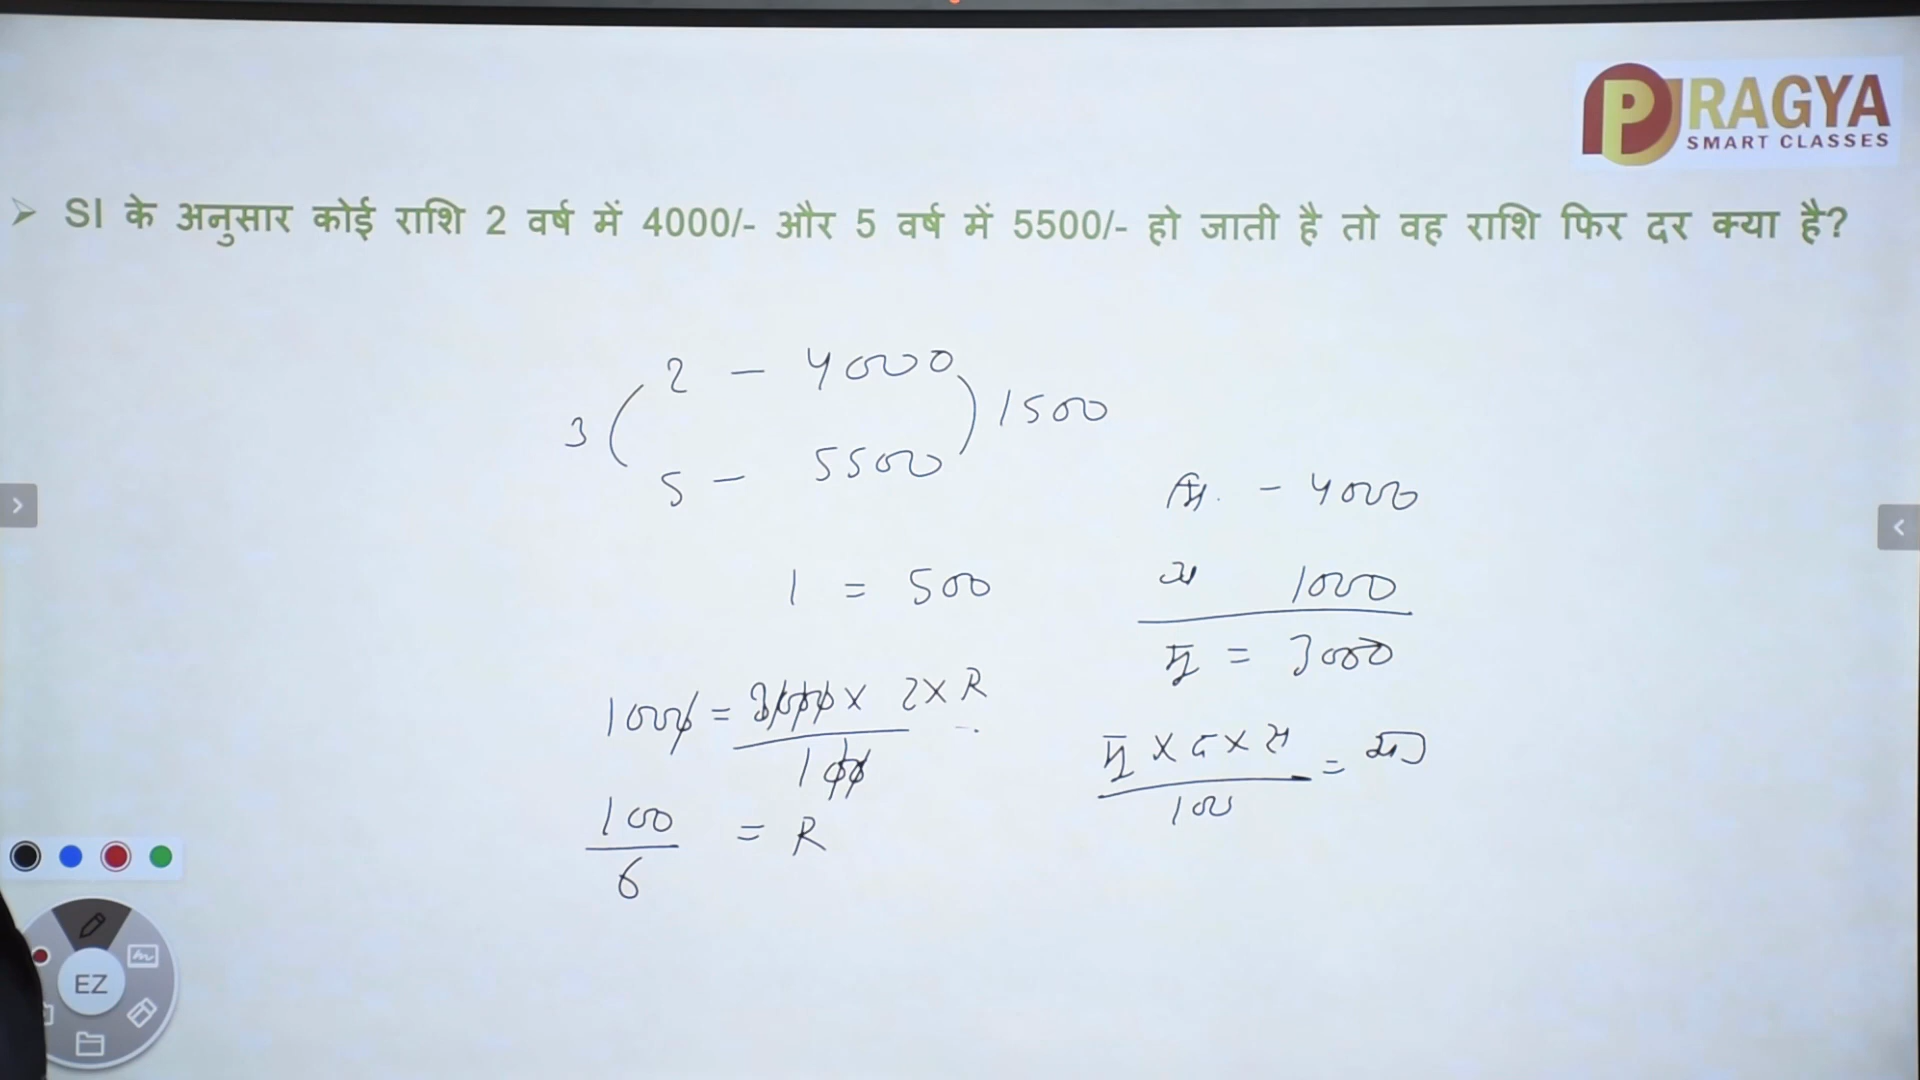 PRAGYA
SMART CLASSES
➢ SI के अनुसार कोई राशि 2 वर्ष में 4000/- और 5 वर्ष में 5500/- हो जाती है तो वह राशि फिर दर क्या है?
2 - 4000
3 ( ) 1500
5 - 5500
मि. - 4000
1 = 500
ब्या 1000
मू = 3000
1000 = 3000 × 2 × R
100
मू × द × स = ब्या
100
100 = R
6
EZ